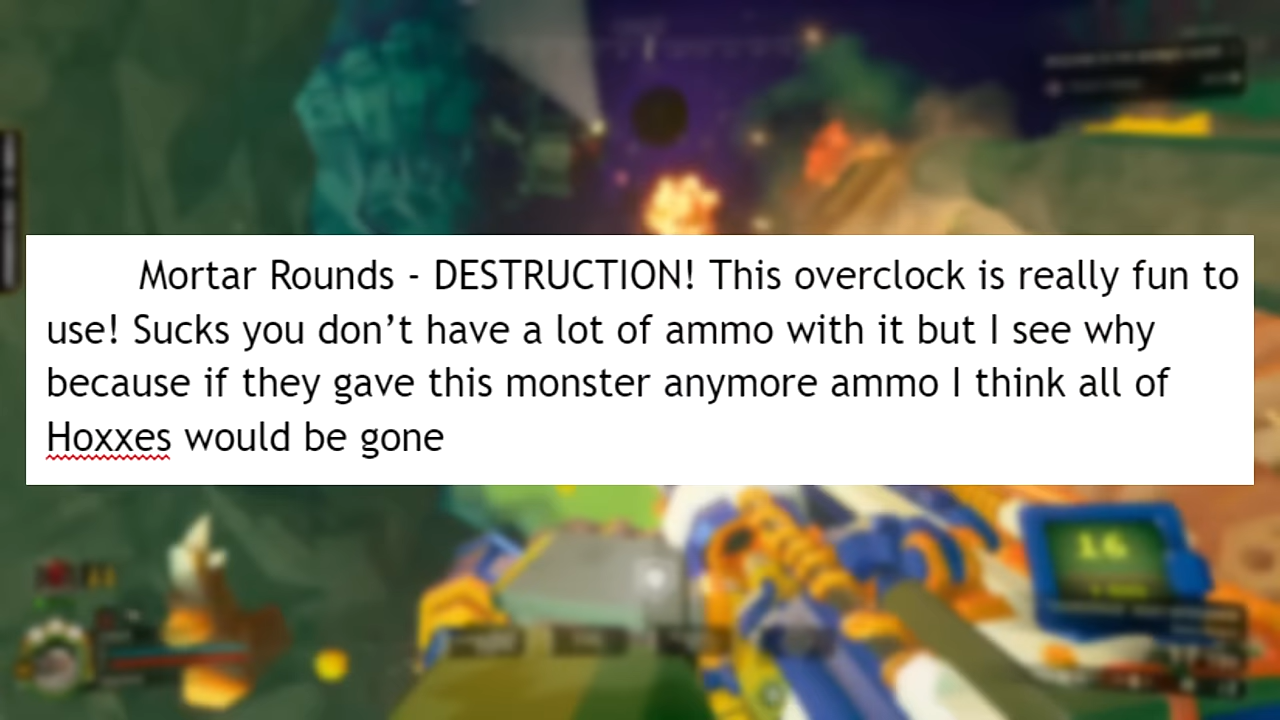 Mortar Rounds - DESTRUCTION! This overclock is really fun to
use! Sucks you don’t have a lot of ammo with it but I see why
because if they gave this monster anymore ammo I think all of
Hoxxes would be gone
16